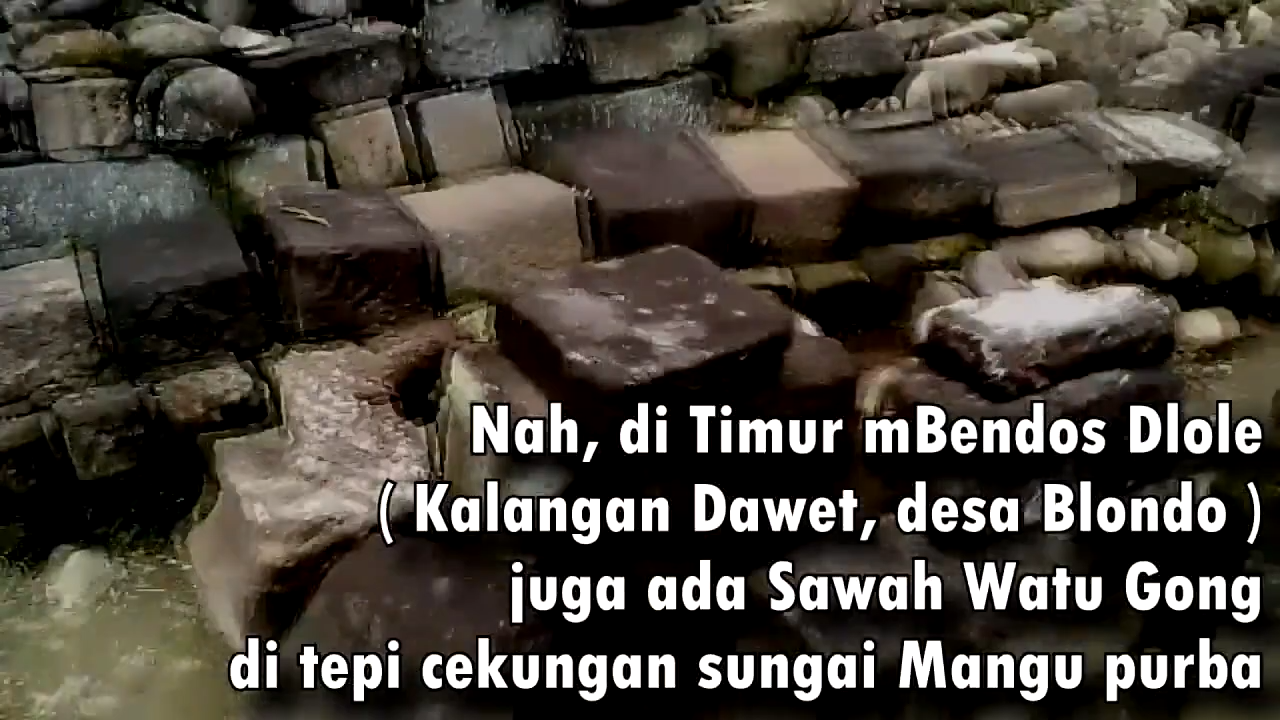 Nah, di Timur mBendos Dlole
( Kalangan Dawet, desa Blondo )
juga ada Sawah Watu Gong
di tepi cekungan sungai Mangu purba